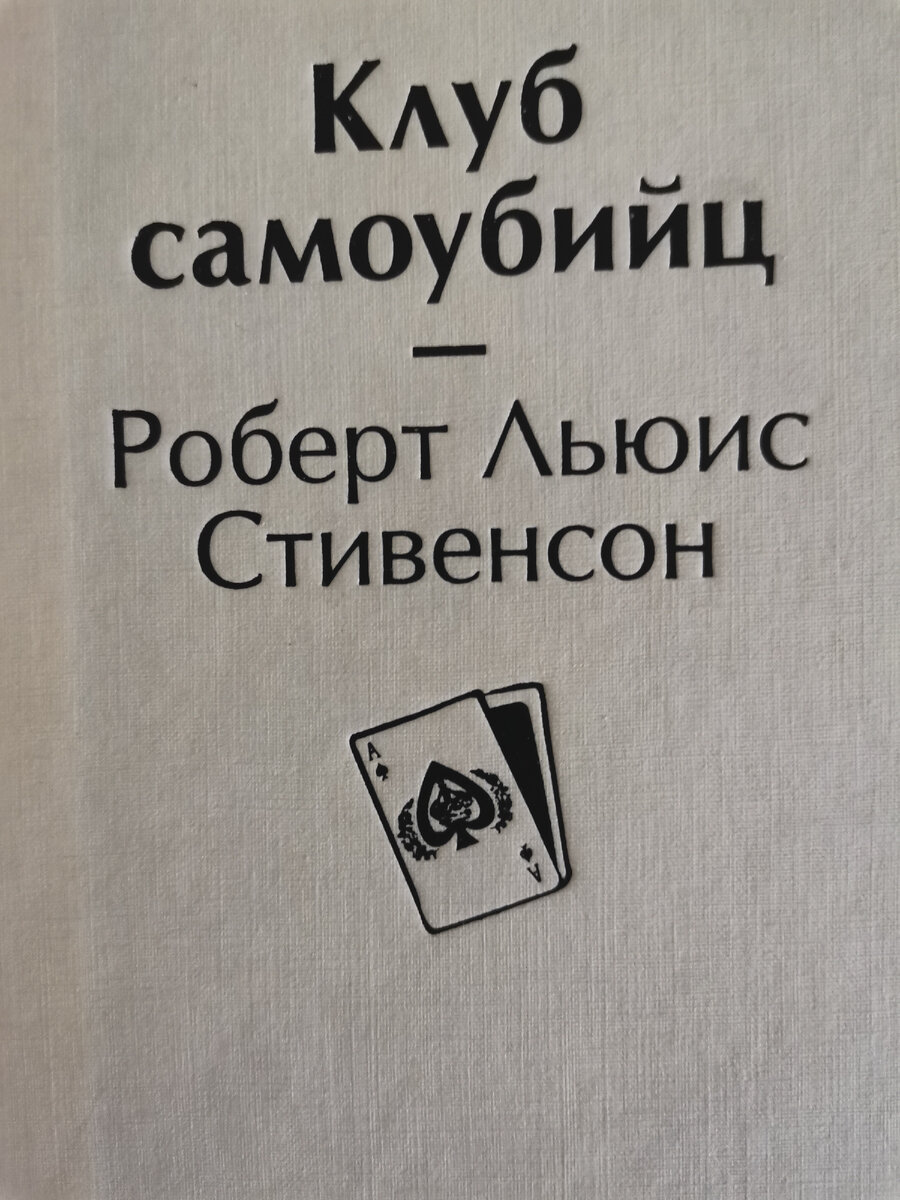 Клуб
самоубийц
—
Роберт Льюис
Стивенсон
A
A